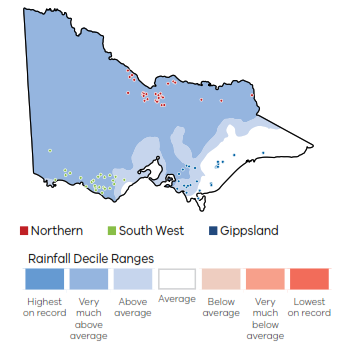 Northern South West Gippsland
Rainfall Decile Ranges
Highest on record
Very much above average
Above average
Average
Below average
Very much below average
Lowest on record